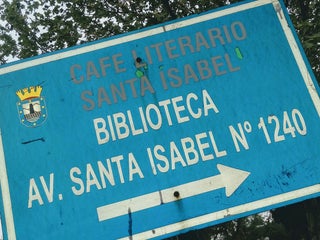 CAFE LITERARIO
SANTA ISABEL
BIBLIOTECA
AV. SANTA ISABEL Nº 1240